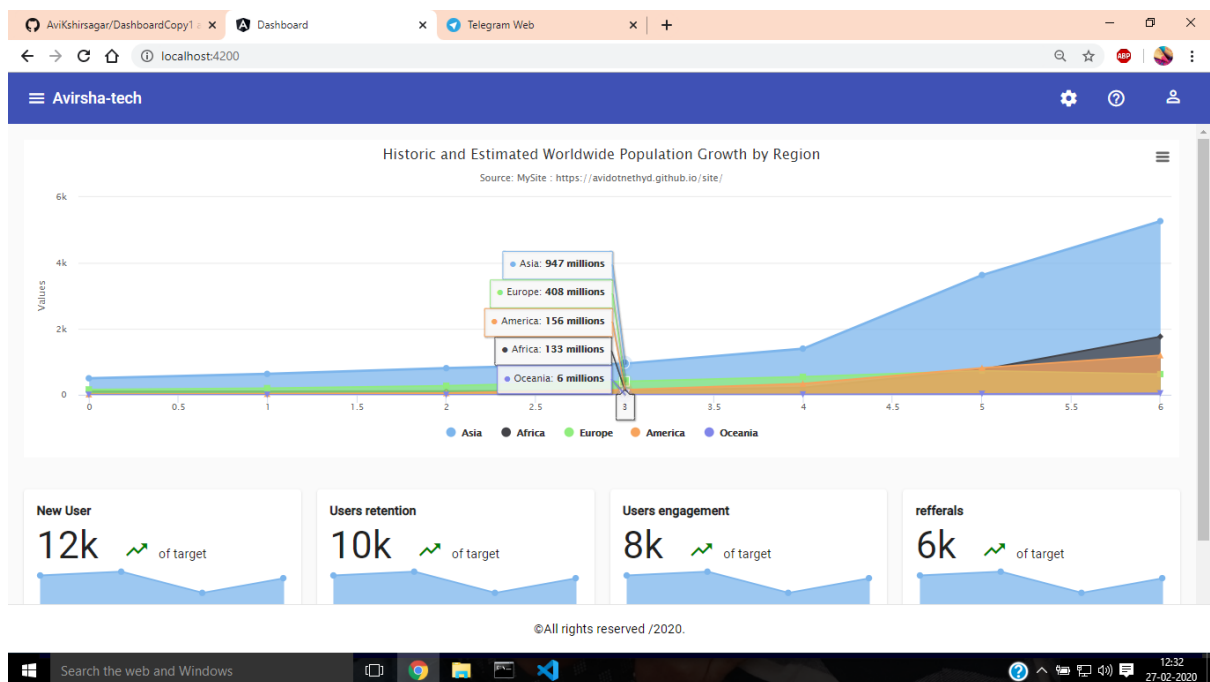 AviKshirsagar/DashboardCopy1 Dashboard Telegram Web
localhost:4200 ABP
Avirsha-tech
Historic and Estimated Worldwide Population Growth by Region
Source: MySite : https://avidotnethyd.github.io/site/
6k
4k
2k
0
Values
Asia: 947 millions
Europe: 408 millions
America: 156 millions
Africa: 133 millions
Oceania: 6 millions
0 0.5 1 1.5 2 2.5 3 3.5 4 4.5 5 5.5 6
Asia Africa Europe America Oceania
New User Users retention Users engagement refferals
12k of target 10k of target 8k of target 6k of target
©All rights reserved /2020.
Search the web and Windows 12:32
27-02-2020